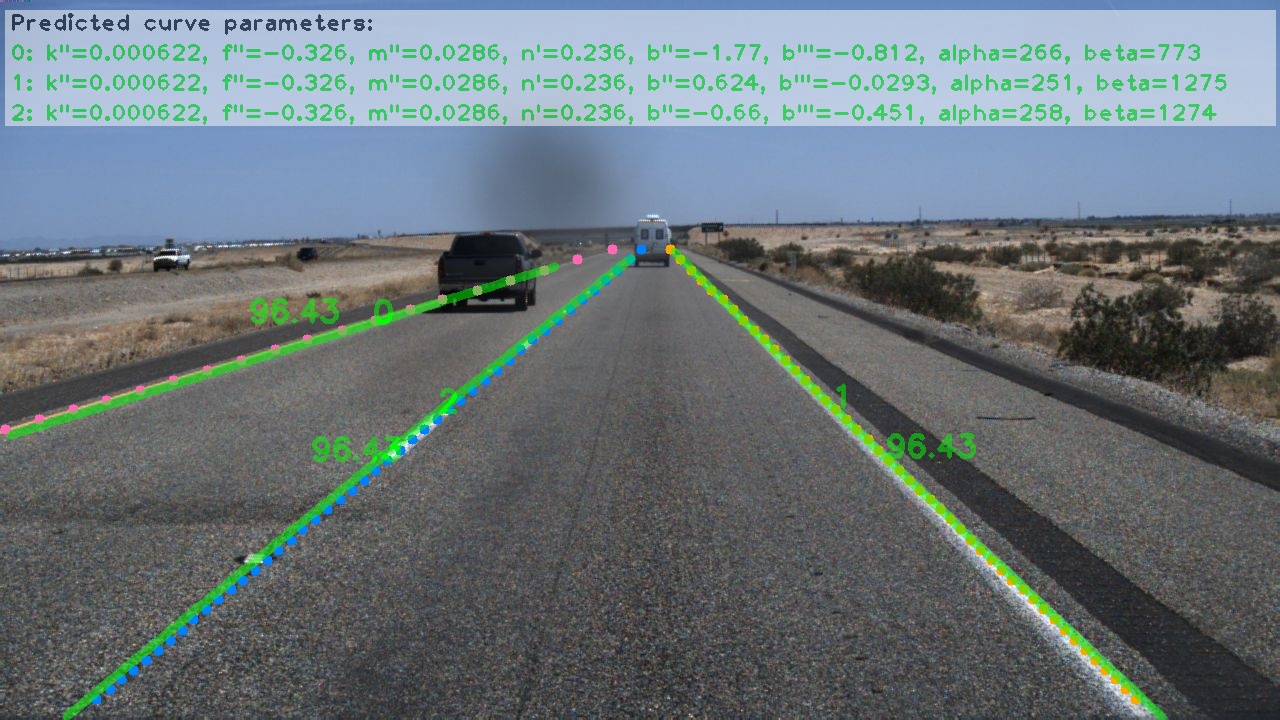 Predicted curve parameters:
0: k''=0.000622, f''=-0.326, m''=0.0286, n'=0.236, b''=-1.77, b'''=-0.812, alpha=266, beta=773
1: k''=0.000622, f''=-0.326, m''=0.0286, n'=0.236, b''=0.624, b'''=-0.0293, alpha=251, beta=1275
2: k''=0.000622, f''=-0.326, m''=0.0286, n'=0.236, b''=-0.66, b'''=-0.451, alpha=258, beta=1274
96.43 0
2 1
96.43 96.43